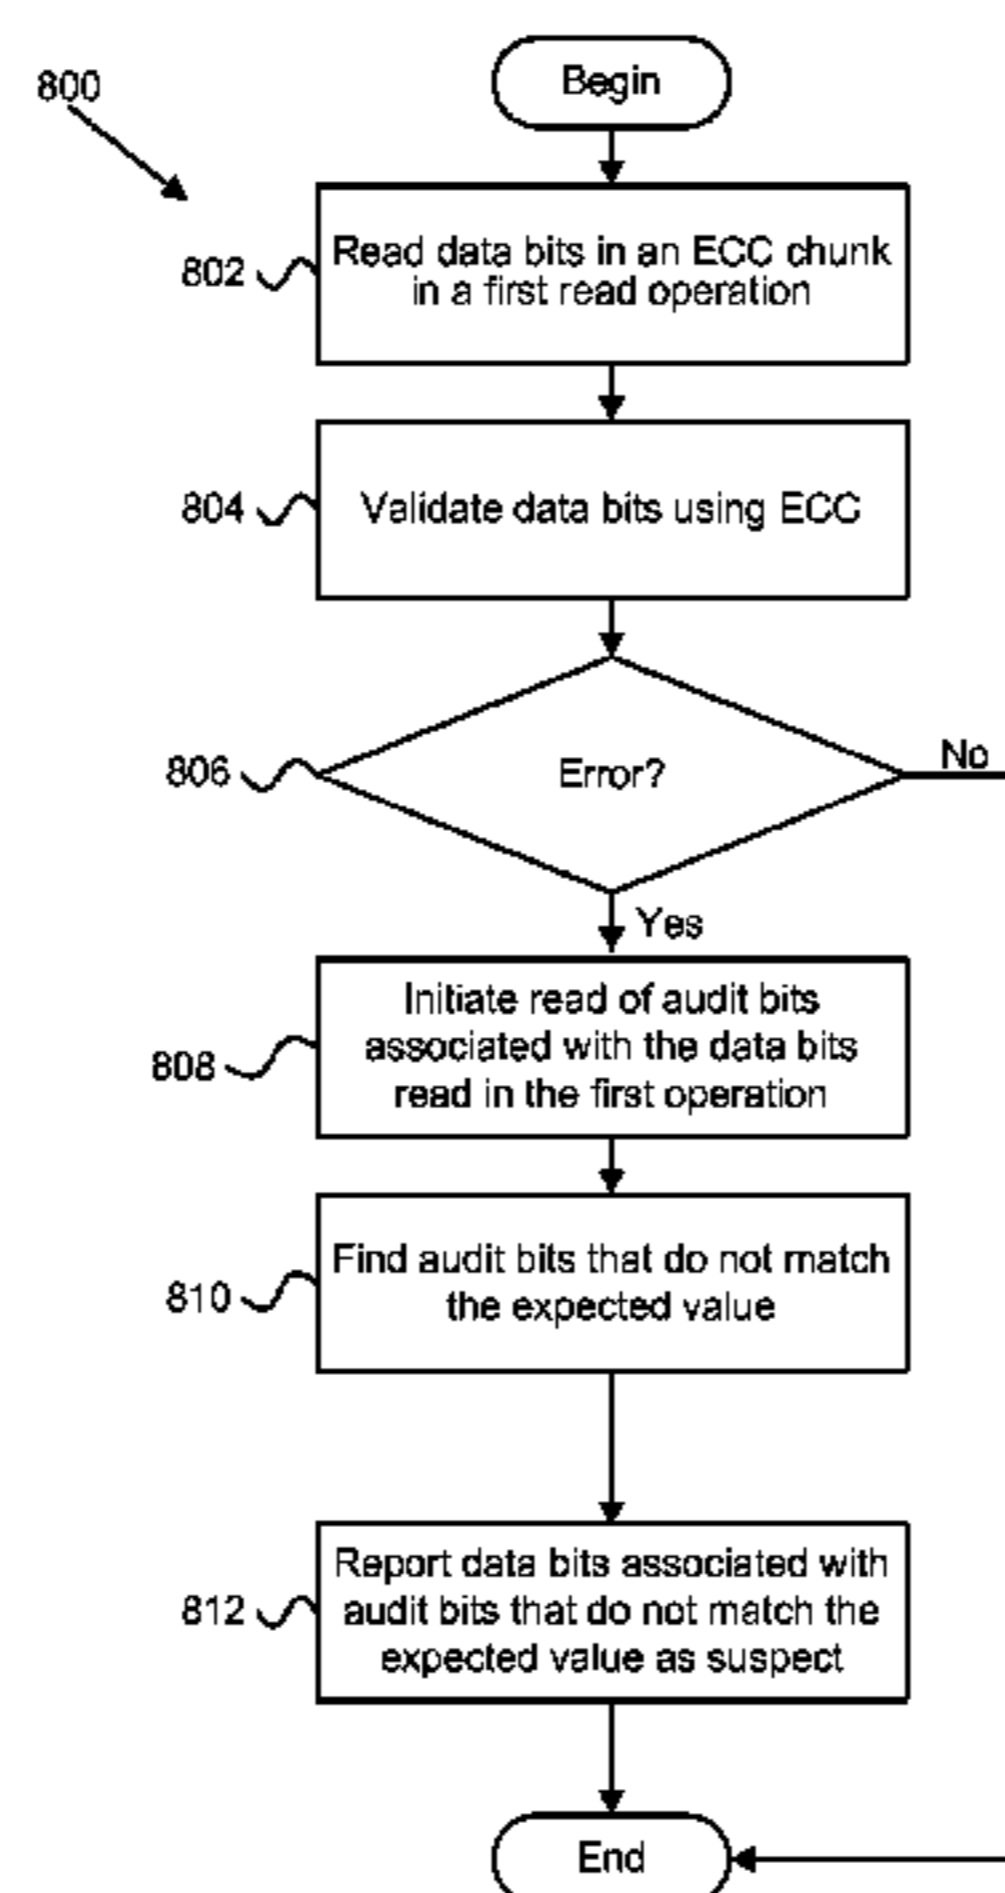 800
Begin
802
Read data bits in an ECC chunk
in a first read operation
804
Validate data bits using ECC
806
Error?
No
Yes
808
Initiate read of audit bits
associated with the data bits
read in the first operation
810
Find audit bits that do not match
the expected value
812
Report data bits associated with
audit bits that do not match the
expected value as suspect
End